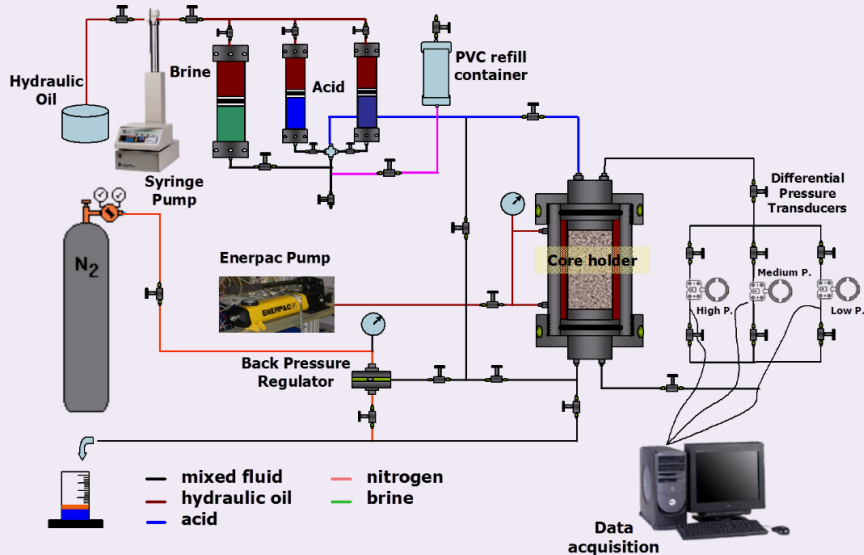 Hydraulic
Oil
Syringe
Pump
Brine
Acid
PVC refill
container
N2
Enerpac Pump
ENERPAC
Back Pressure
Regulator
Core holder
Differential
Pressure
Transducers
High P.
Medium P.
Low P.
mixed fluid
hydraulic oil
acid
nitrogen
brine
Data
acquisition